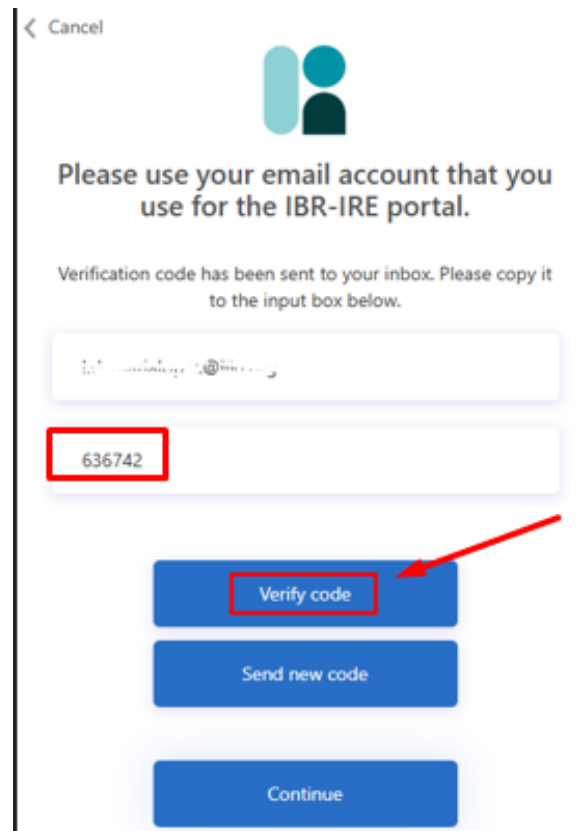 Cancel
Please use your email account that you
use for the IBR-IRE portal.
Verification code has been sent to your inbox. Please copy it
to the input box below.
636742
Verify code
Send new code
Continue